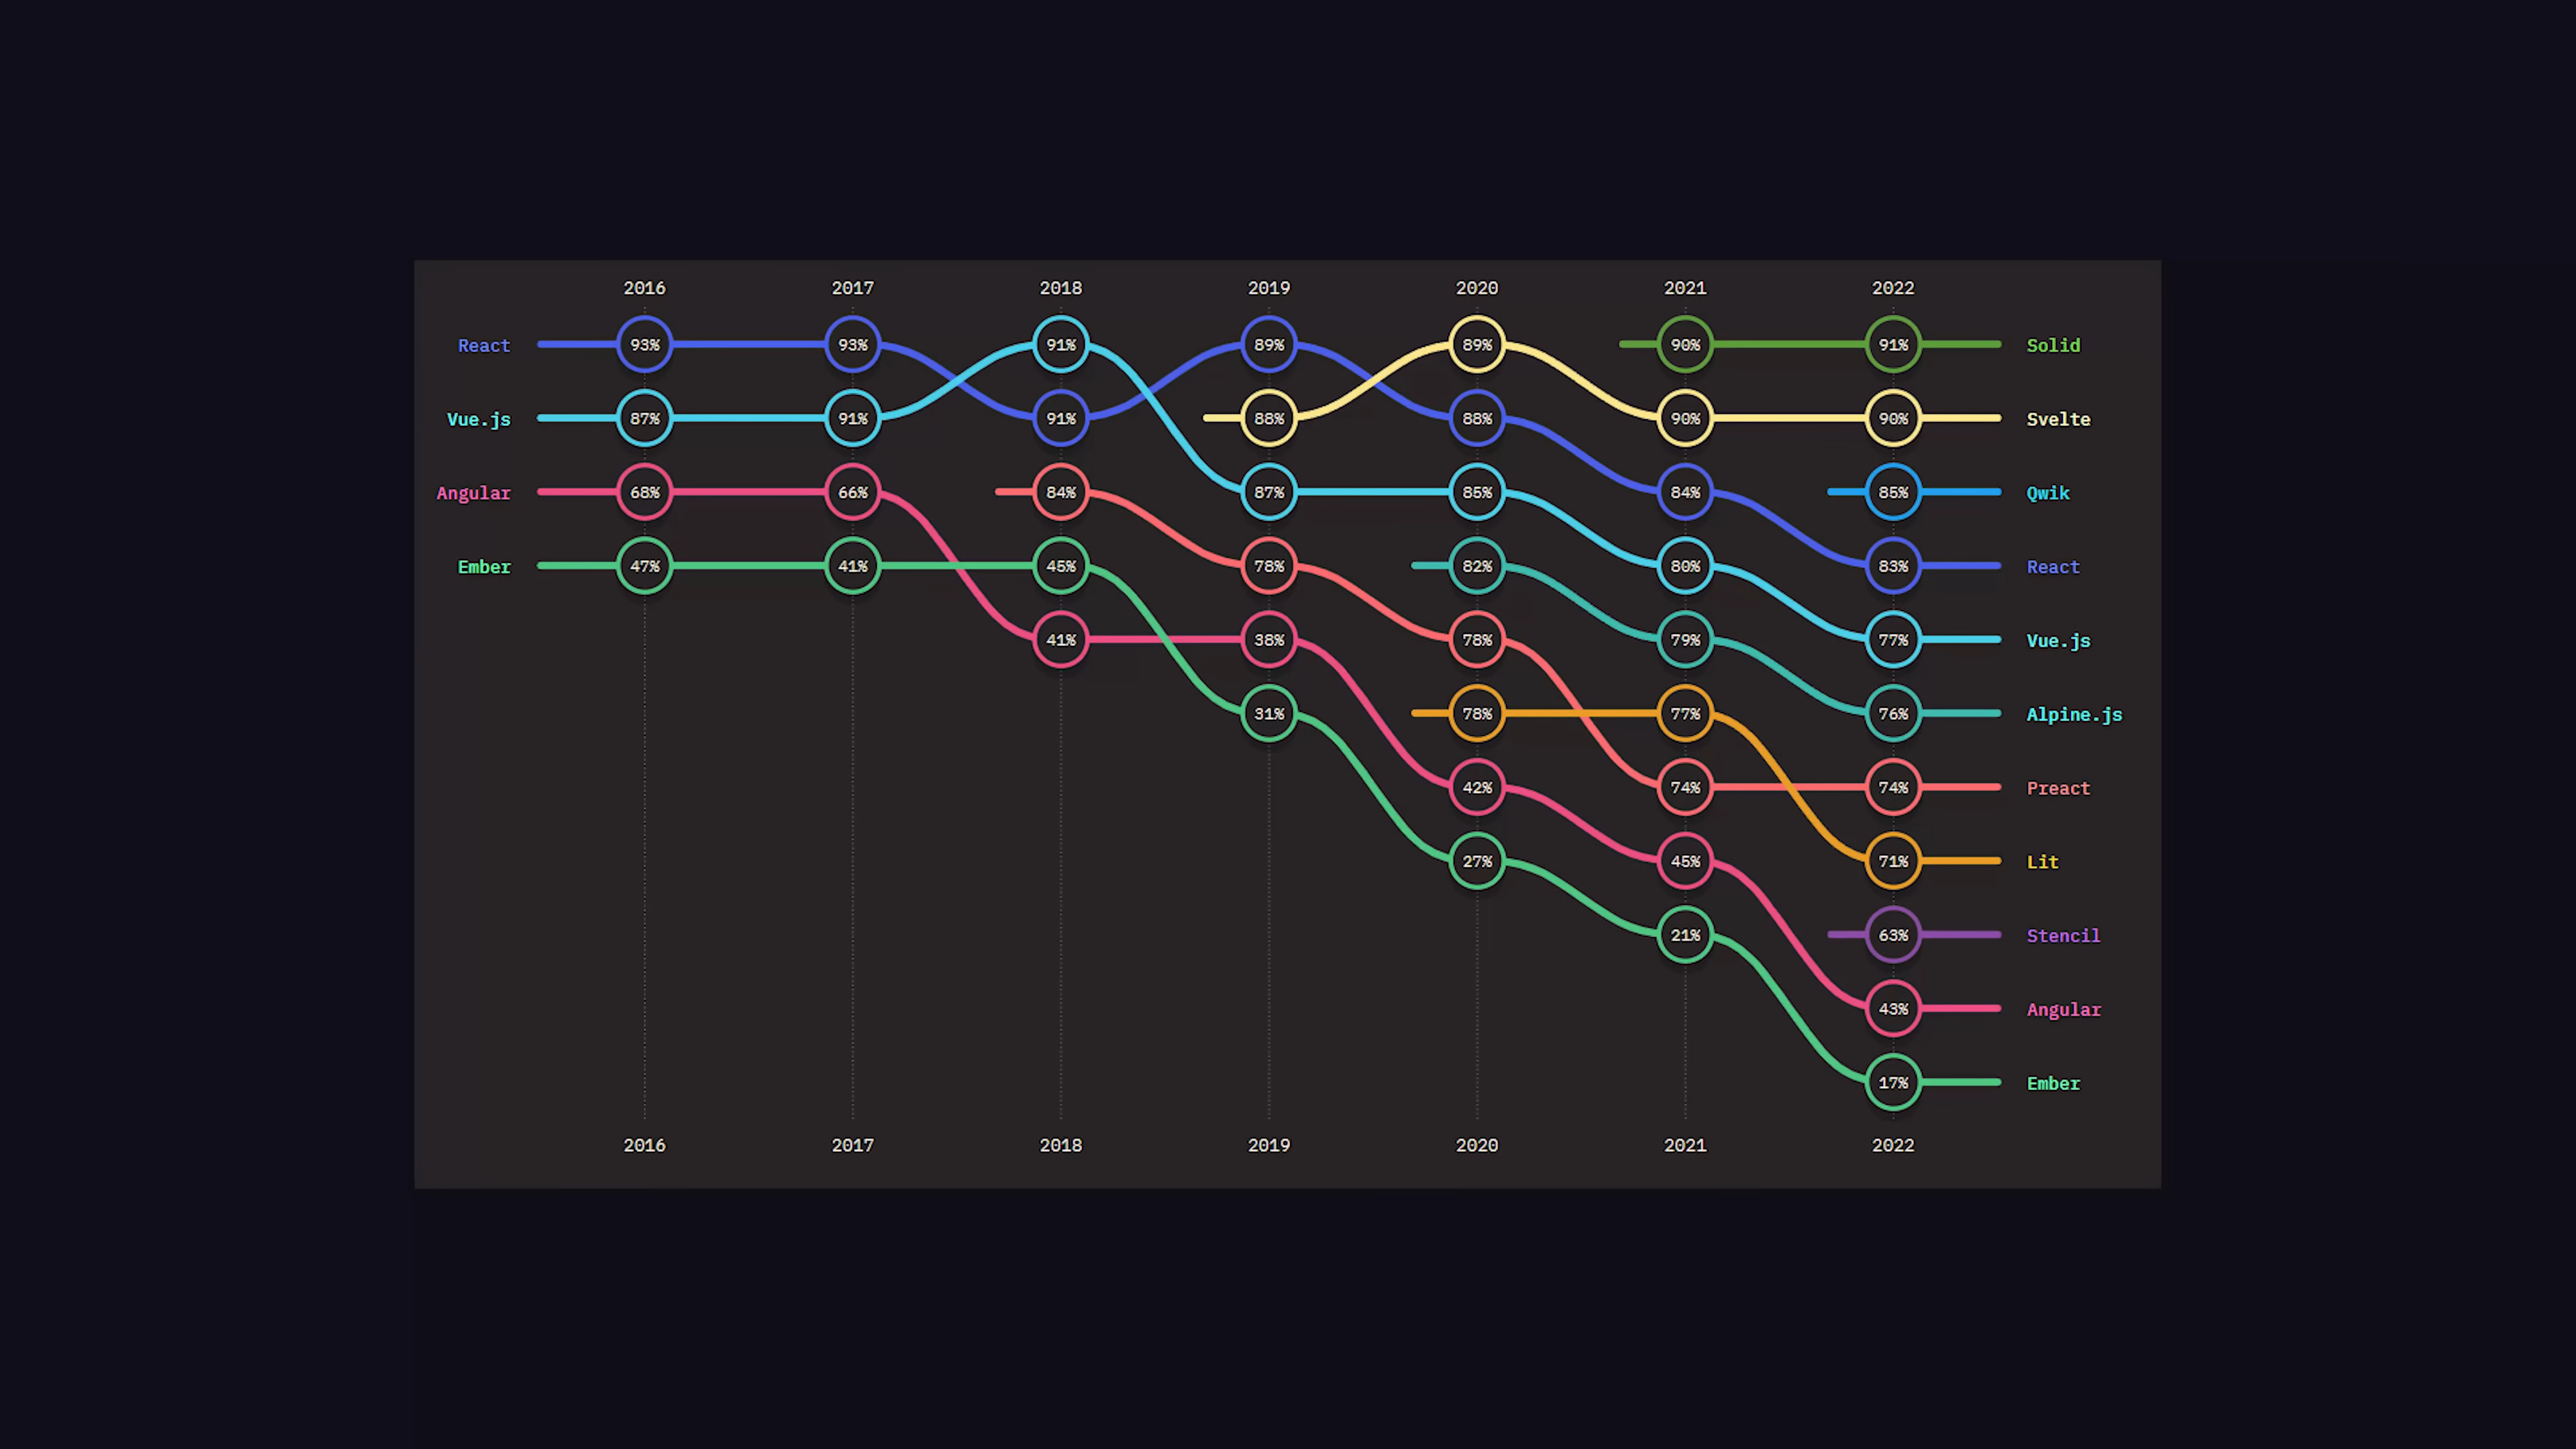 2016 2017 2018 2019 2020 2021 2022
React 93% 93% 91% 89% 89% 90% 91% Solid
Vue.js 87% 91% 91% 88% 88% 90% 90% Svelte
Angular 68% 66% 84% 87% 85% 84% 85% Qwik
Ember 47% 41% 45% 78% 82% 80% 83% React
41% 38% 78% 79% 77% Vue.js
31% 78% 77% 76% Alpine.js
42% 74% 74% Preact
27% 45% 71% Lit
21% 63% Stencil
43% Angular
17% Ember
2016 2017 2018 2019 2020 2021 2022